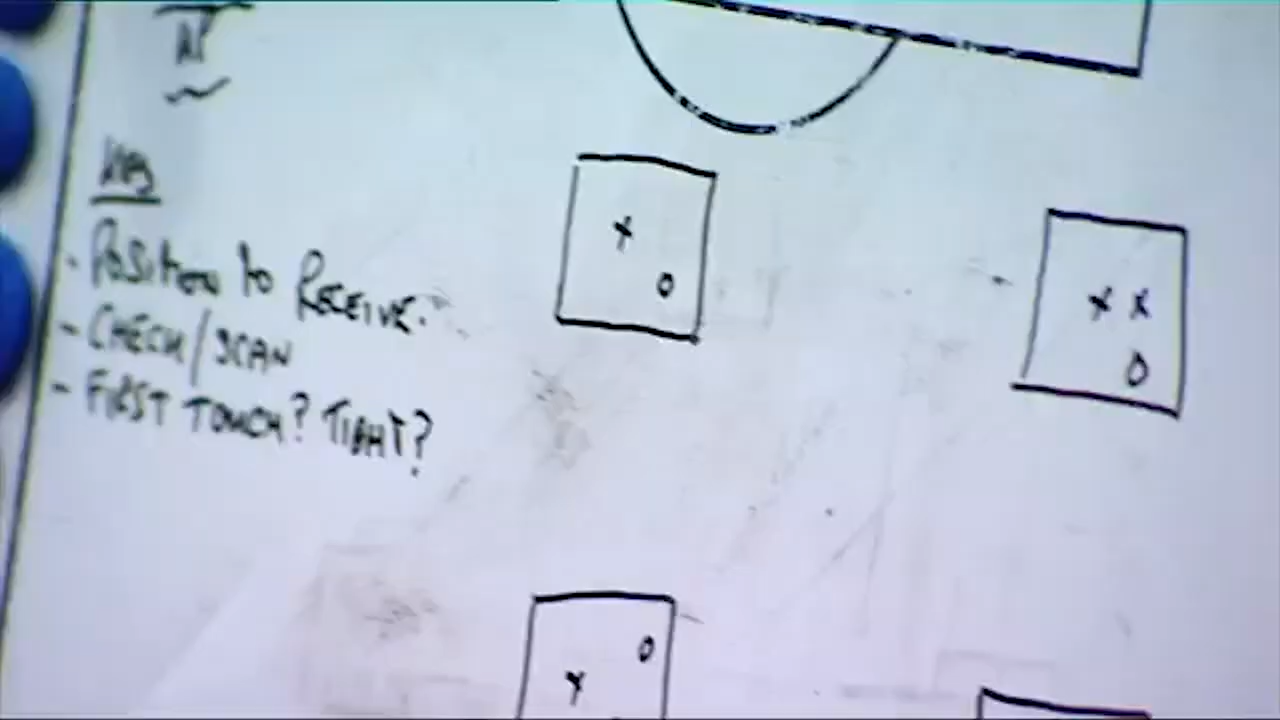 Key
- Position to Receive.
- CHECK/SCAN
- FIRST TOUCH? TIGHT?
x
o
x x
o
o
x